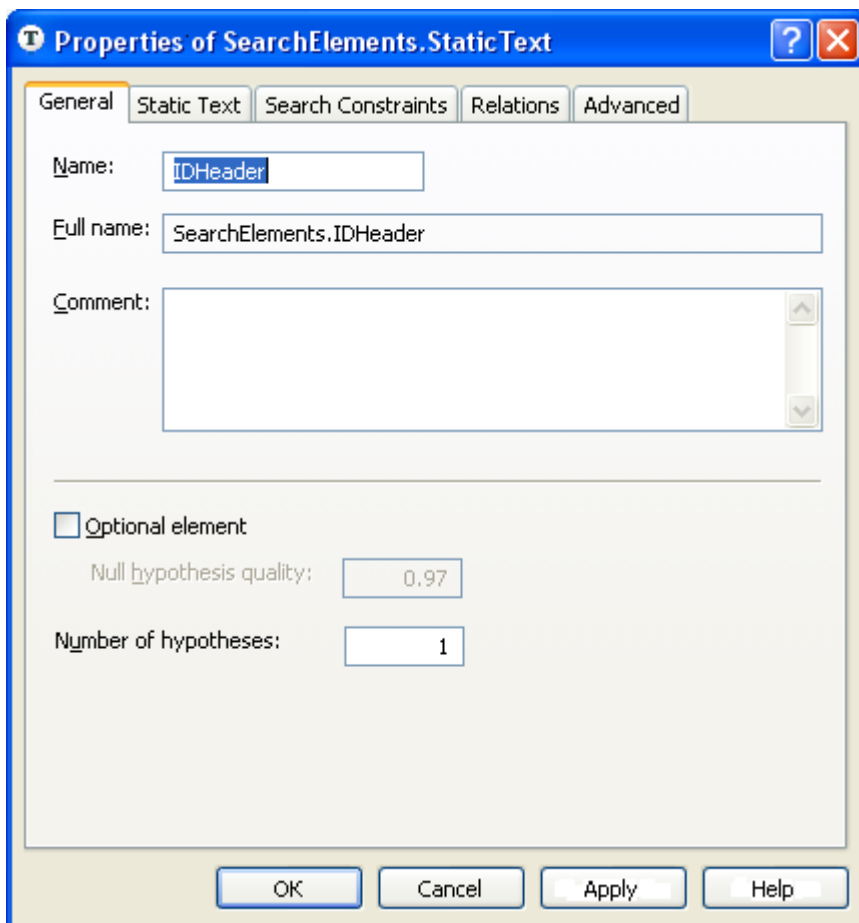 T Properties of SearchElements.StaticText ?
General Static Text Search Constraints Relations Advanced
Name: IDHeader
Full name: SearchElements.IDHeader
Comment:
Optional element
Null hypothesis quality: 0.97
Number of hypotheses: 1
OK Cancel Apply Help